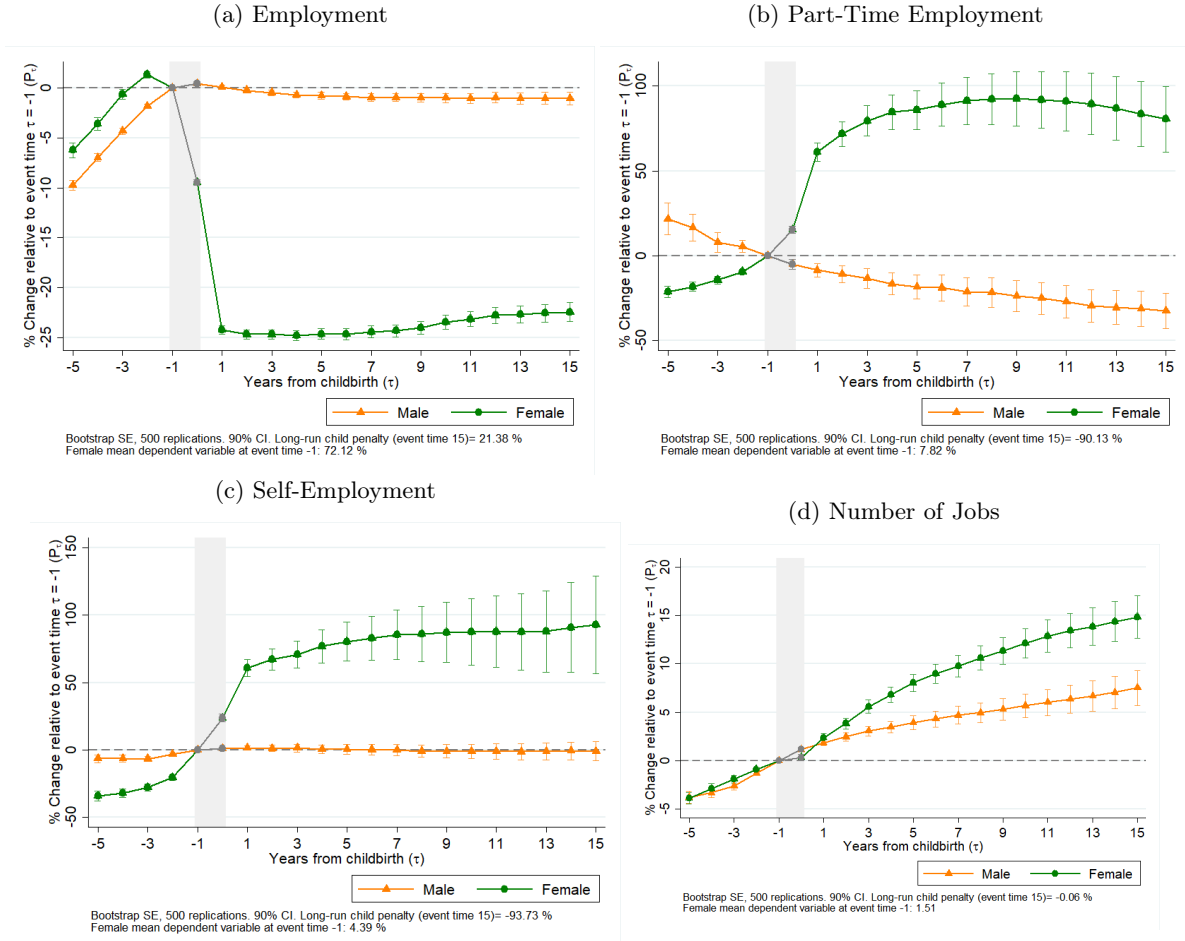 (a) Employment
% Change relative to event time τ = -1 (Pτ)
0
-5
-10
-15
-20
-25
-5 -3 -1 1 3 5 7 9 11 13 15
Years from childbirth (τ)
Male Female
Bootstrap SE, 500 replications. 90% CI. Long-run child penalty (event time 15)= 21.38 %
Female mean dependent variable at event time -1: 72.12 %
(b) Part-Time Employment
% Change relative to event time τ = -1 (Pτ)
100
50
0
-50
-5 -3 -1 1 3 5 7 9 11 13 15
Years from childbirth (τ)
Male Female
Bootstrap SE, 500 replications. 90% CI. Long-run child penalty (event time 15)= -90.13 %
Female mean dependent variable at event time -1: 7.82 %
(c) Self-Employment
% Change relative to event time τ = -1 (Pτ)
150
100
50
0
-50
-5 -3 -1 1 3 5 7 9 11 13 15
Years from childbirth (τ)
Male Female
Bootstrap SE, 500 replications. 90% CI. Long-run child penalty (event time 15)= -93.73 %
Female mean dependent variable at event time -1: 4.39 %
(d) Number of Jobs
% Change relative to event time τ = -1 (Pτ)
20
15
10
5
0
-5
-5 -3 -1 1 3 5 7 9 11 13 15
Years from childbirth (τ)
Male Female
Bootstrap SE, 500 replications. 90% CI. Long-run child penalty (event time 15)= -0.06 %
Female mean dependent variable at event time -1: 1.51